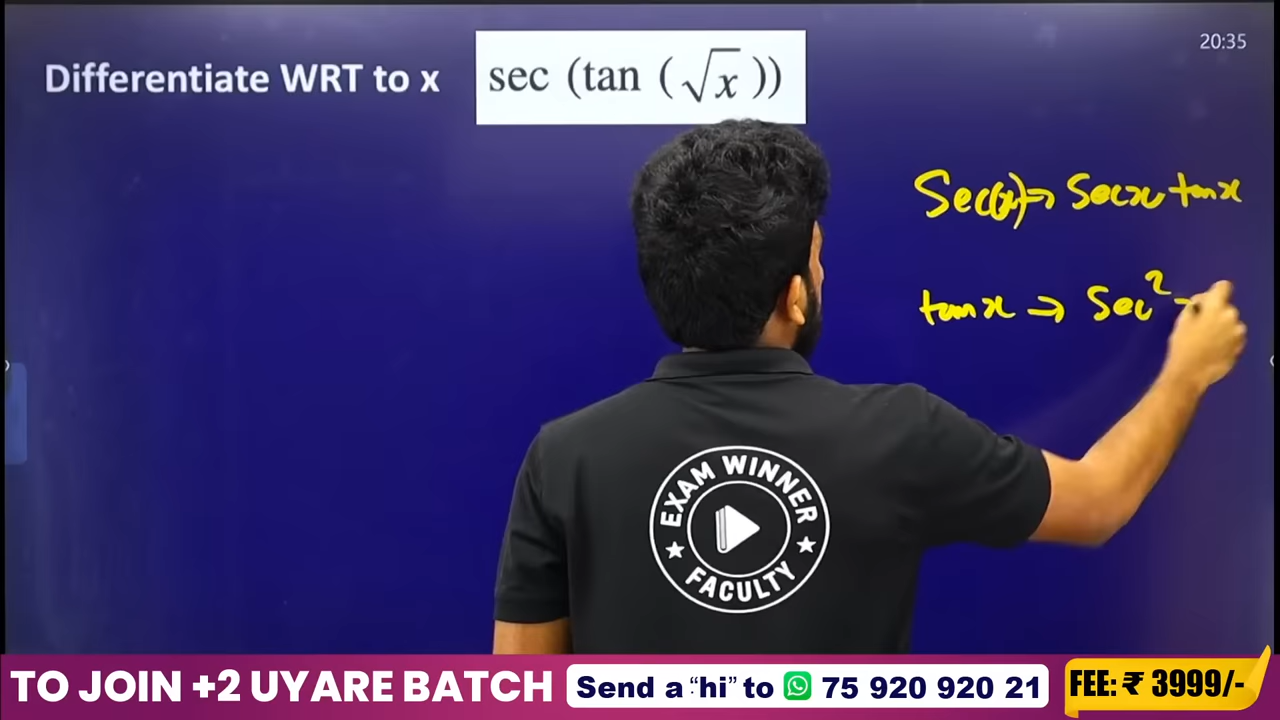 20:35
Differentiate WRT to x
sec (tan (√x))
Sec(x) → Secx tanx
tanx → Sec²
EXAM WINNER
FACULTY
TO JOIN +2 UYARE BATCH
Send a “hi” to 75 920 920 21
FEE: ₹ 3999/-